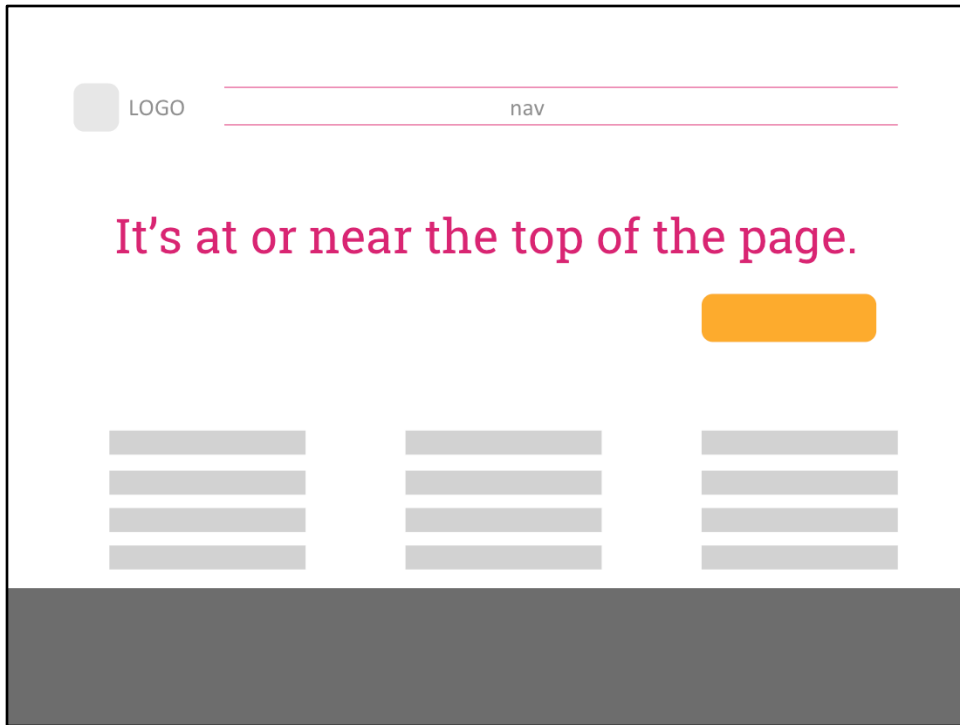 LOGO
nav
It’s at or near the top of the page.